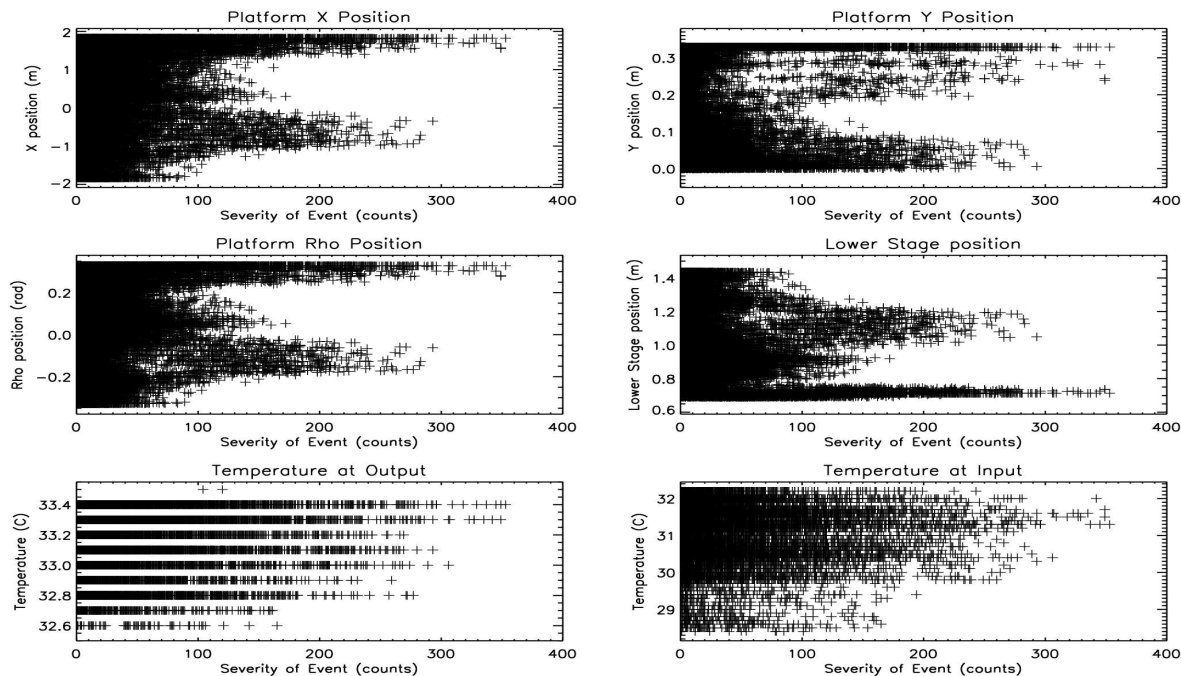 Platform X Position
2
1
0
−1
−2
X position (m)
0 100 200 300 400
Severity of Event (counts)
Platform Y Position
0.3
0.2
0.1
0.0
Y position (m)
0 100 200 300 400
Severity of Event (counts)
Platform Rho Position
0.2
0.0
−0.2
Rho position (rad)
0 100 200 300 400
Severity of Event (counts)
Lower Stage position
1.4
1.2
1.0
0.8
0.6
Lower Stage position (m)
0 100 200 300 400
Severity of Event (counts)
Temperature at Output
33.4
33.2
33.0
32.8
32.6
Temperature (C)
0 100 200 300 400
Severity of Event (counts)
Temperature at Input
32
31
30
29
Temperature (C)
0 100 200 300 400
Severity of Event (counts)